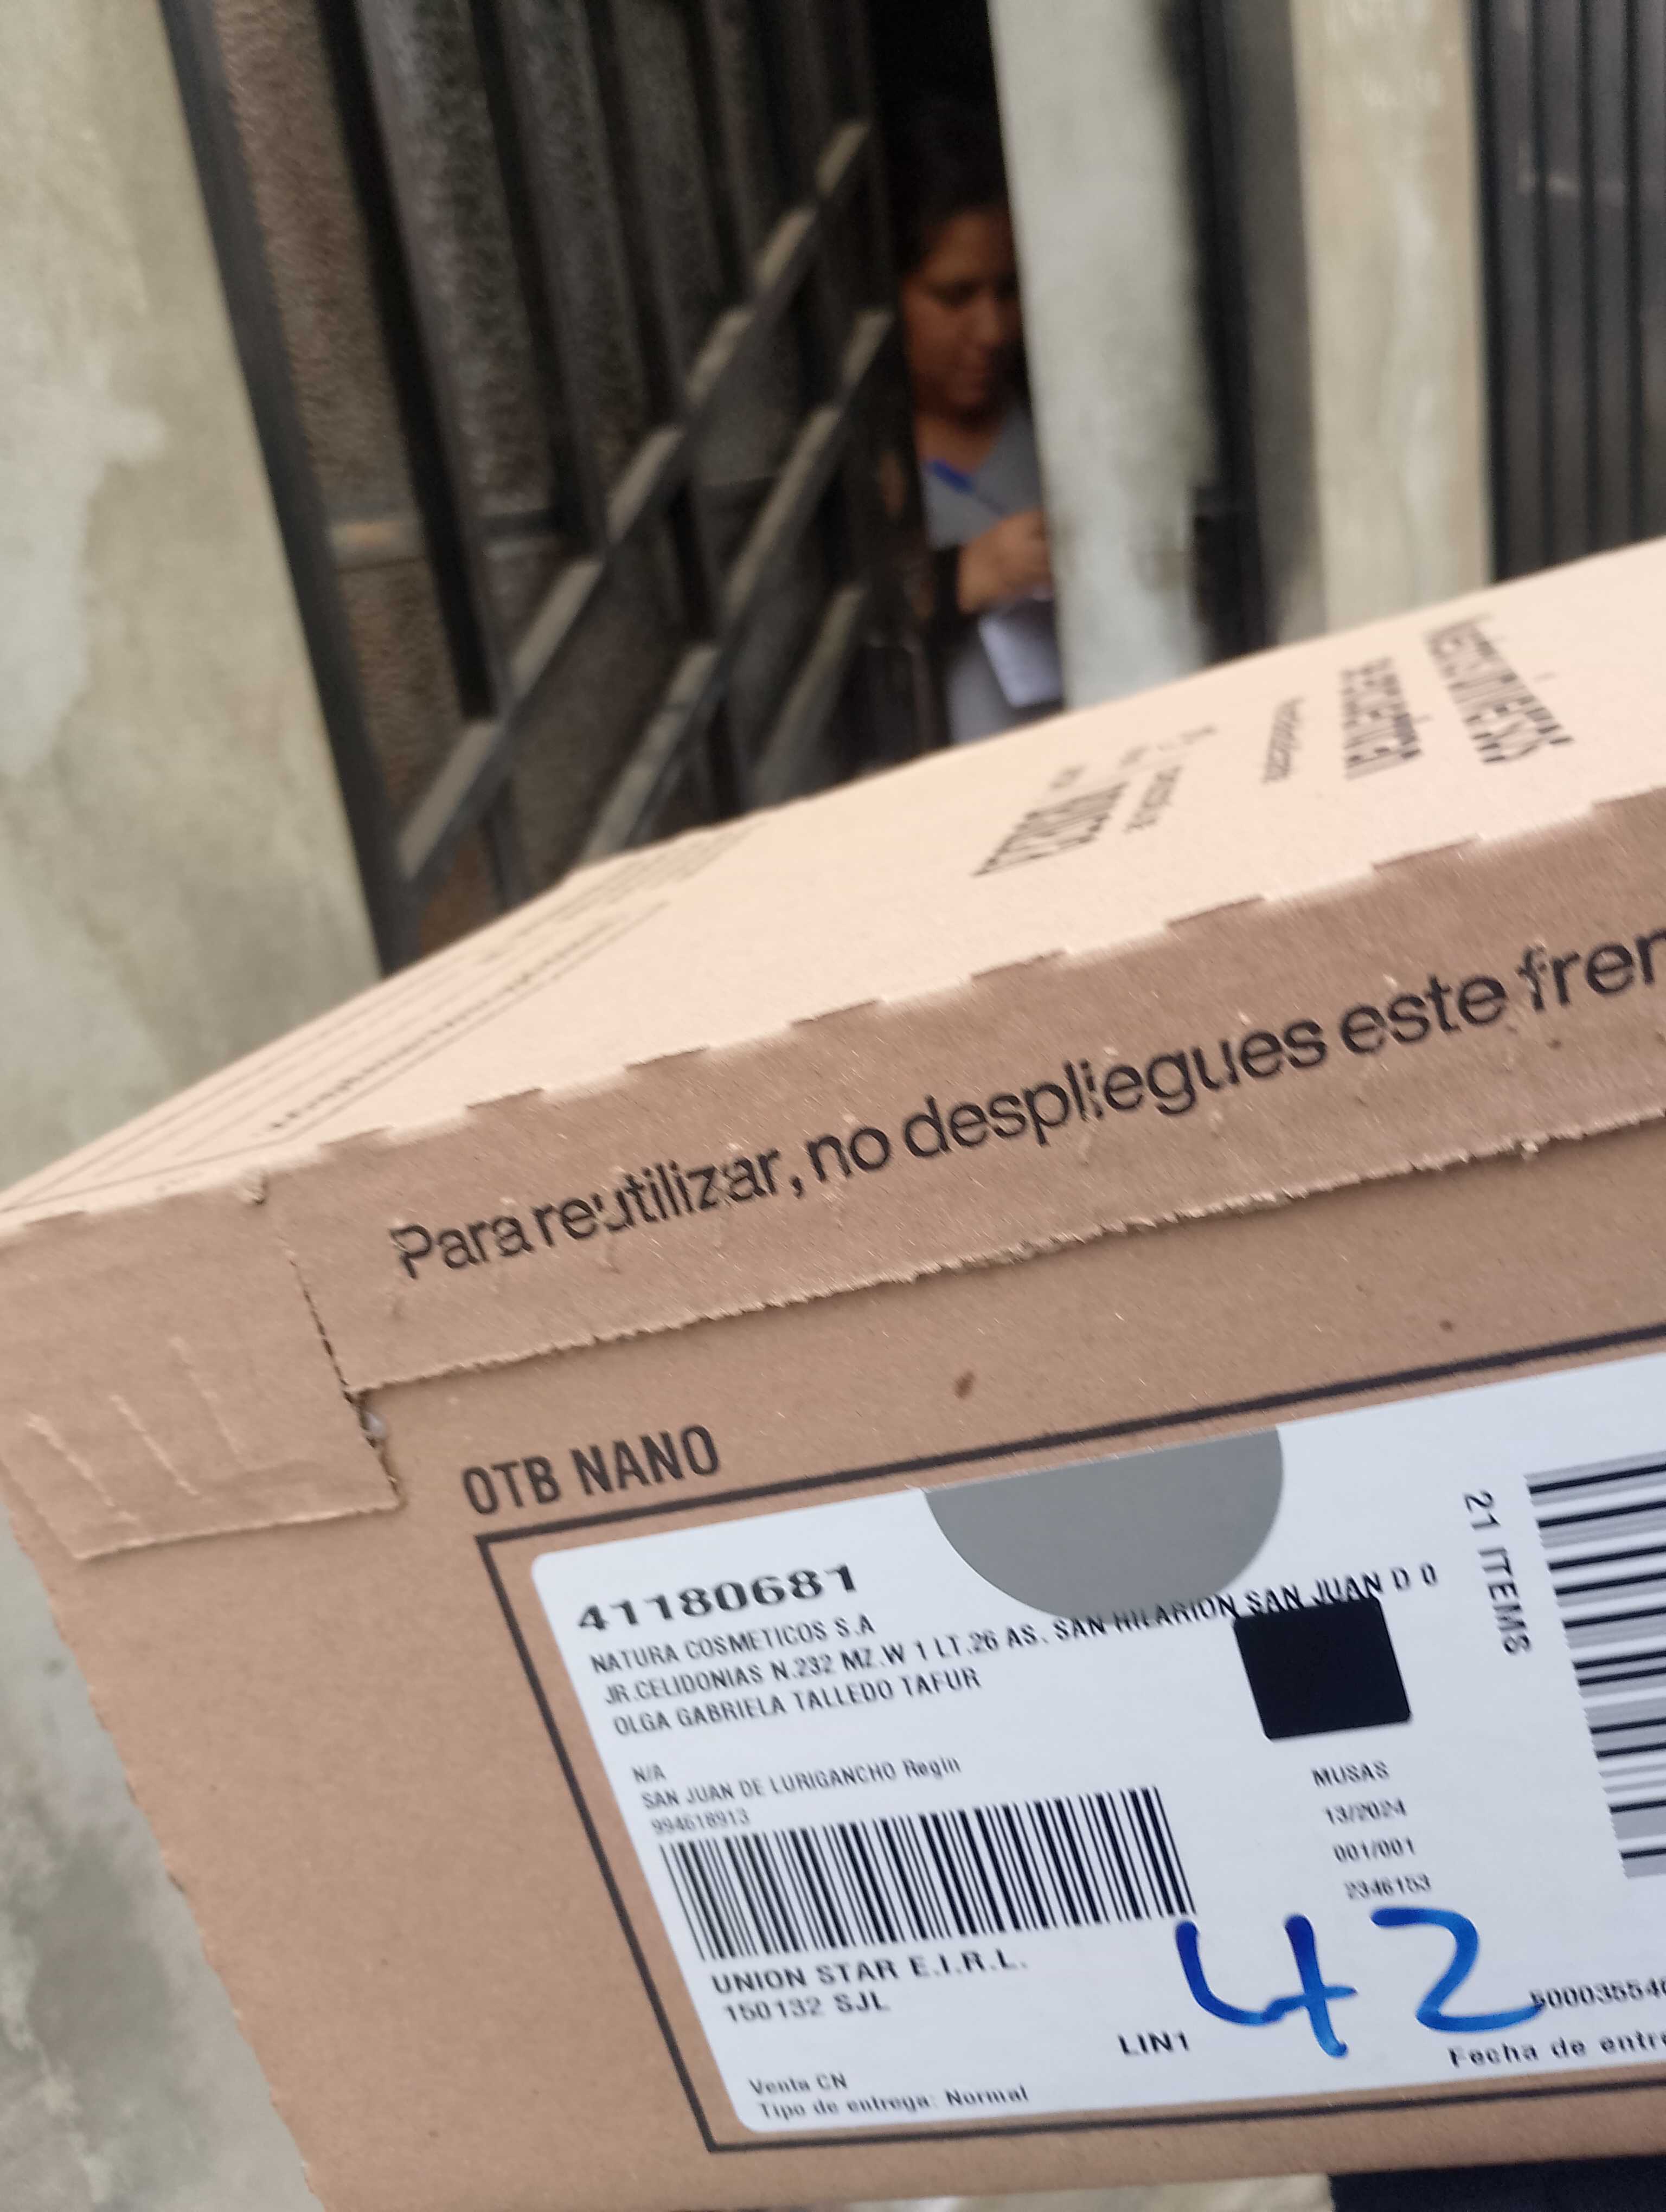 Para reutilizar, no despliegues este
OTB NANO
41180681
NATURA COSMETICOS S.A
JR.CELIDONIAS N.232 MZ.W 1 LT.26 AS. SAN HILARION SAN JUAN D 0
OLGA GABRIELA TALLEDO TAFUR
N/A
SAN JUAN DE LURIGANCHO Regin
994618913
21 ITEMS
MUSAS
13/2024
001/001
2346153
UNION STAR E.I.R.L.
150132 SJL
LIN1
42
Fecha de
Venta CN
Tipo de entrega: Normal